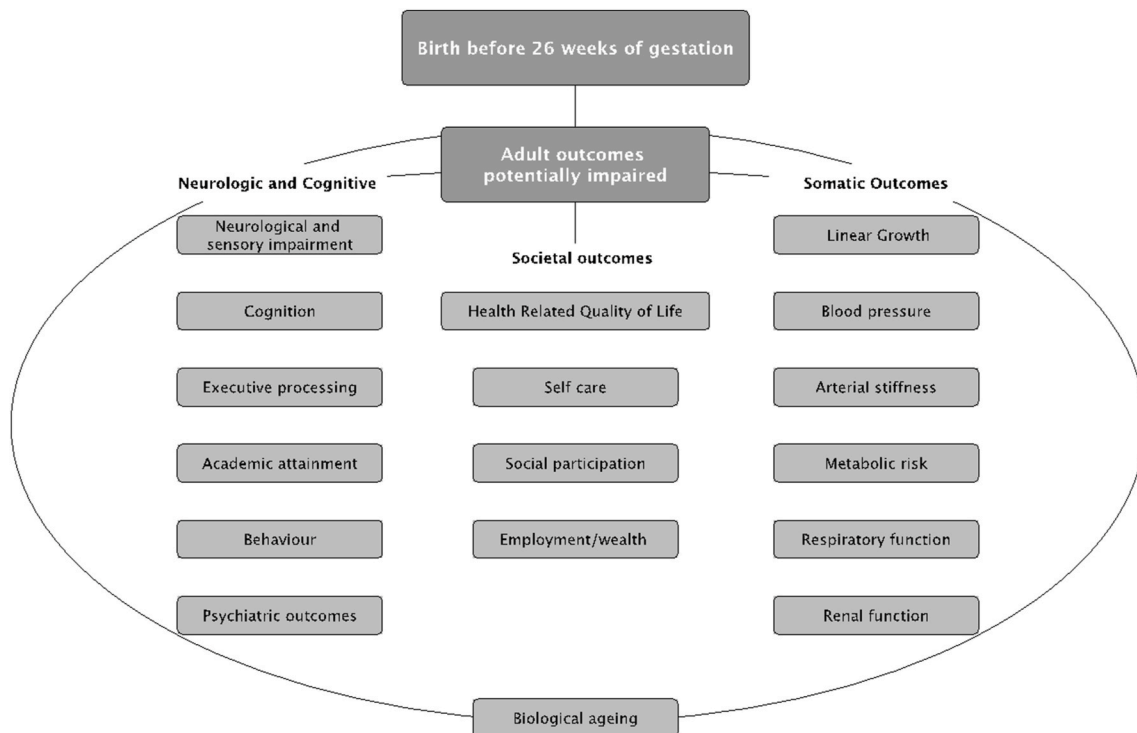 Birth before 26 weeks of gestation
Adult outcomes
potentially impaired
Neurologic and Cognitive
Neurological and
sensory impairment
Cognition
Executive processing
Academic attainment
Behaviour
Psychiatric outcomes
Societal outcomes
Health Related Quality of Life
Self care
Social participation
Employment/wealth
Somatic Outcomes
Linear Growth
Blood pressure
Arterial stiffness
Metabolic risk
Respiratory function
Renal function
Biological ageing